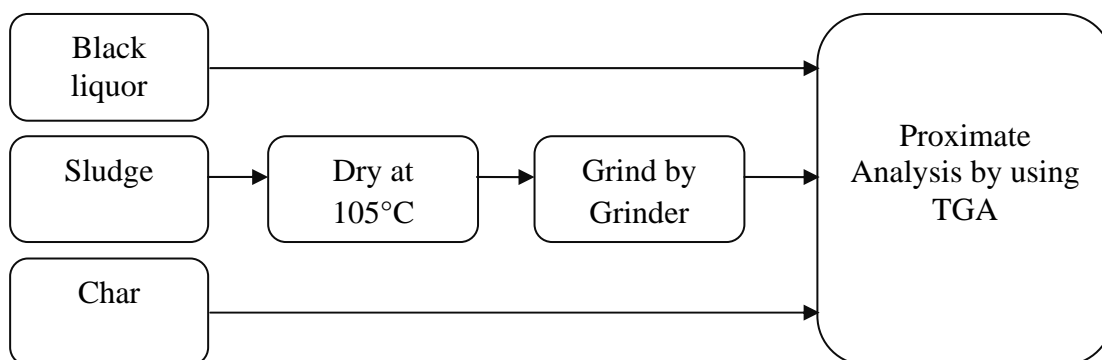 Black
liquor
Sludge
Dry at
105°C
Grind by
Grinder
Char
Proximate
Analysis by using
TGA